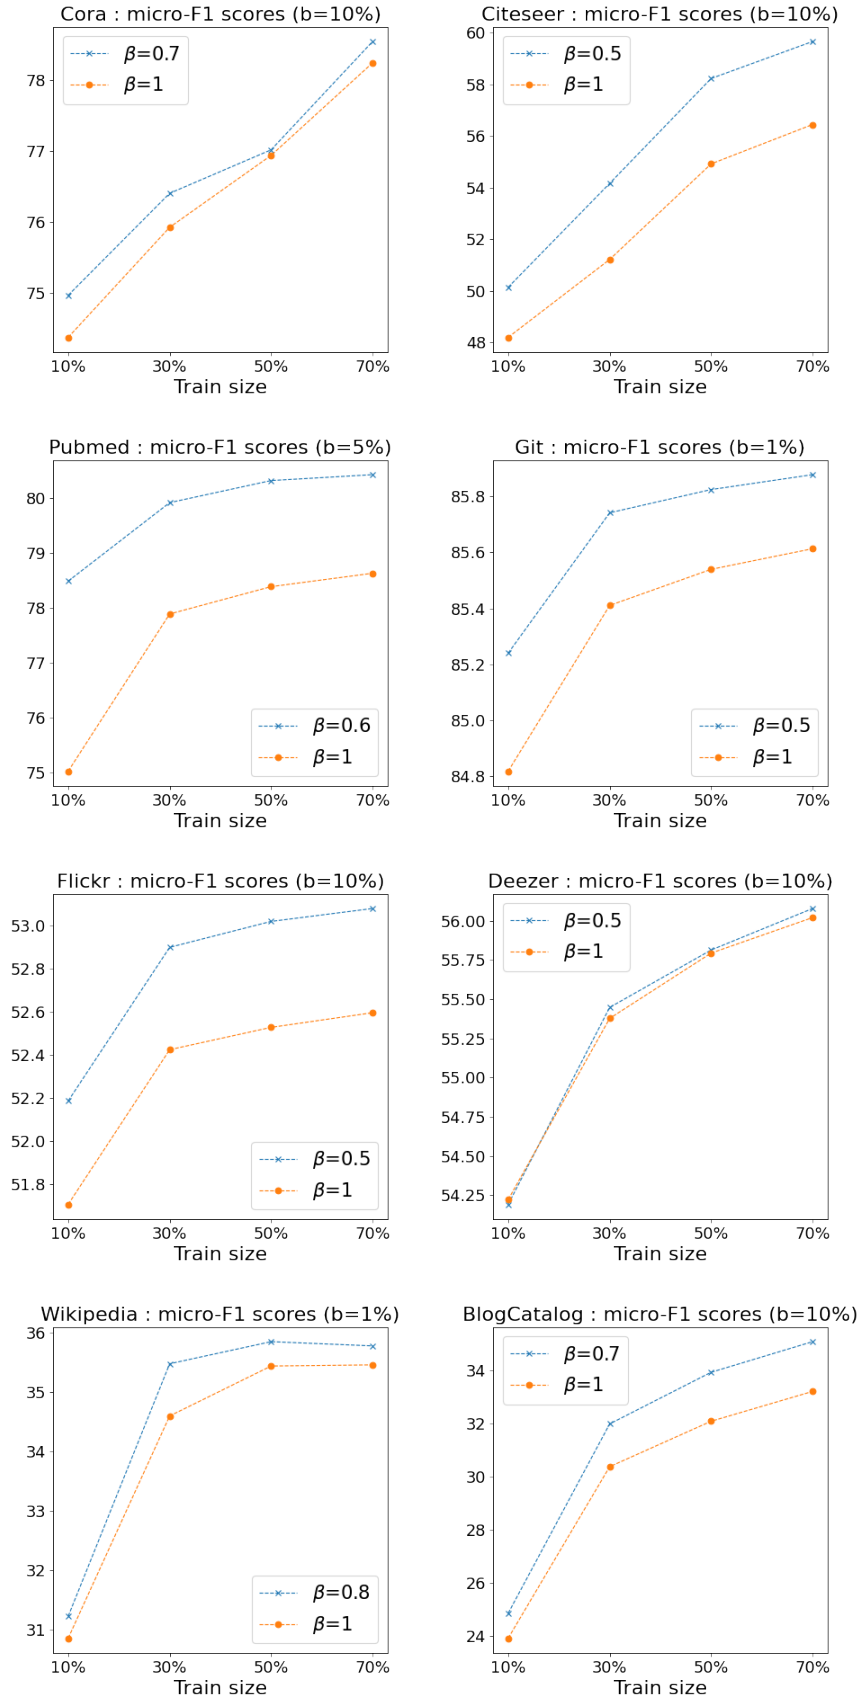 Cora : micro-F1 scores (b=10%)
β=0.7
β=1
78
77
76
75
10% 30% 50% 70%
Train size
Citeseer : micro-F1 scores (b=10%)
β=0.5
β=1
60
58
56
54
52
50
48
10% 30% 50% 70%
Train size
Pubmed : micro-F1 scores (b=5%)
80
79
78
77
76
75
β=0.6
β=1
10% 30% 50% 70%
Train size
Git : micro-F1 scores (b=1%)
85.8
85.6
85.4
85.2
85.0
84.8
β=0.5
β=1
10% 30% 50% 70%
Train size
Flickr : micro-F1 scores (b=10%)
53.0
52.8
52.6
52.4
52.2
52.0
51.8
β=0.5
β=1
10% 30% 50% 70%
Train size
Deezer : micro-F1 scores (b=10%)
β=0.5
β=1
56.00
55.75
55.50
55.25
55.00
54.75
54.50
54.25
10% 30% 50% 70%
Train size
Wikipedia : micro-F1 scores (b=1%)
36
35
34
33
32
31
β=0.8
β=1
10% 30% 50% 70%
Train size
BlogCatalog : micro-F1 scores (b=10%)
β=0.7
β=1
34
32
30
28
26
24
10% 30% 50% 70%
Train size